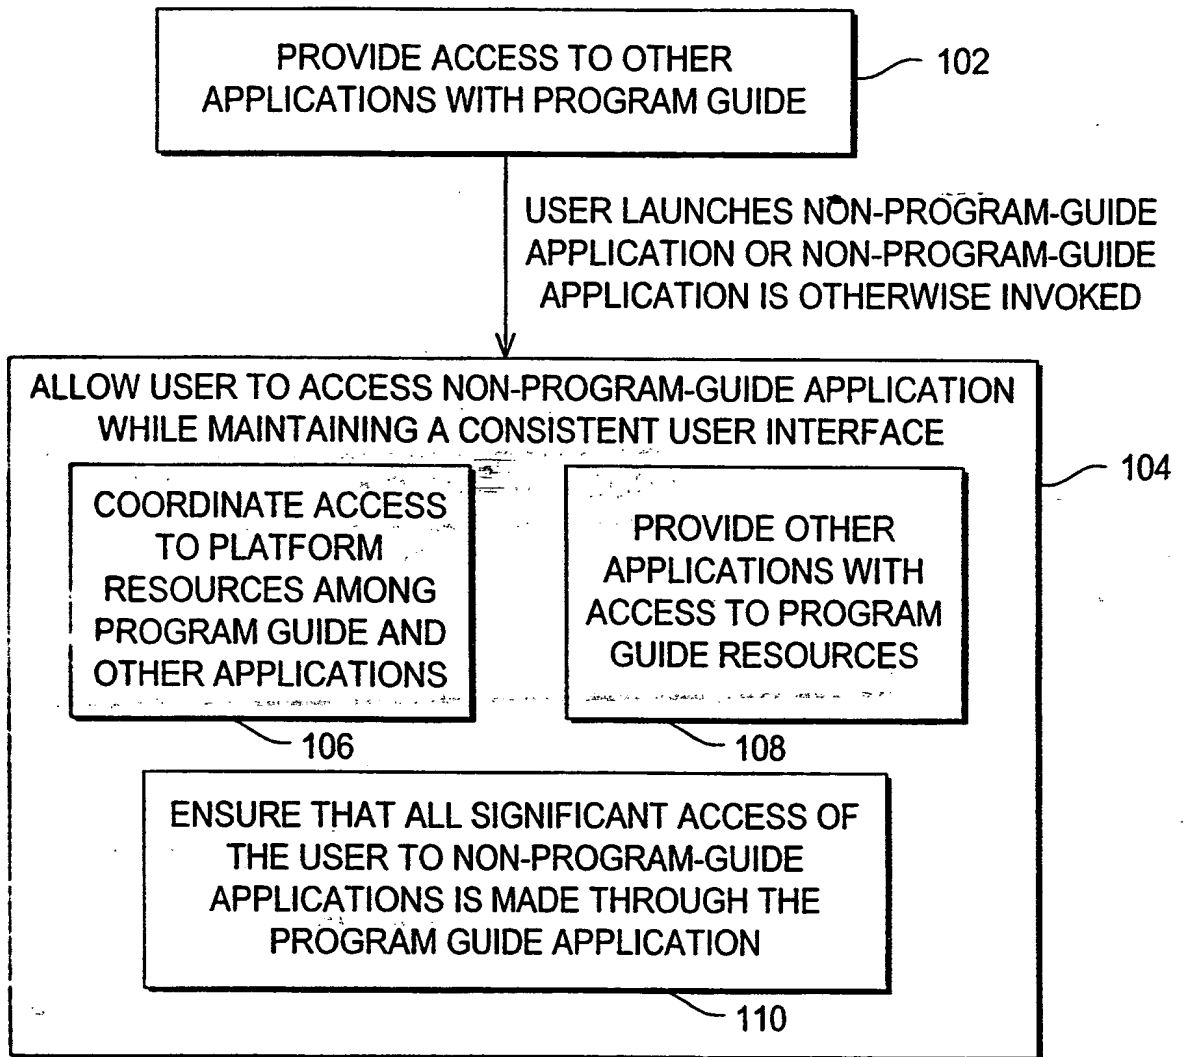 PROVIDE ACCESS TO OTHER
APPLICATIONS WITH PROGRAM GUIDE
102
USER LAUNCHES NON-PROGRAM-GUIDE
APPLICATION OR NON-PROGRAM-GUIDE
APPLICATION IS OTHERWISE INVOKED
ALLOW USER TO ACCESS NON-PROGRAM-GUIDE APPLICATION
WHILE MAINTAINING A CONSISTENT USER INTERFACE
104
COORDINATE ACCESS
TO PLATFORM
RESOURCES AMONG
PROGRAM GUIDE AND
OTHER APPLICATIONS
106
PROVIDE OTHER
APPLICATIONS WITH
ACCESS TO PROGRAM
GUIDE RESOURCES
108
ENSURE THAT ALL SIGNIFICANT ACCESS OF
THE USER TO NON-PROGRAM-GUIDE
APPLICATIONS IS MADE THROUGH THE
PROGRAM GUIDE APPLICATION
110